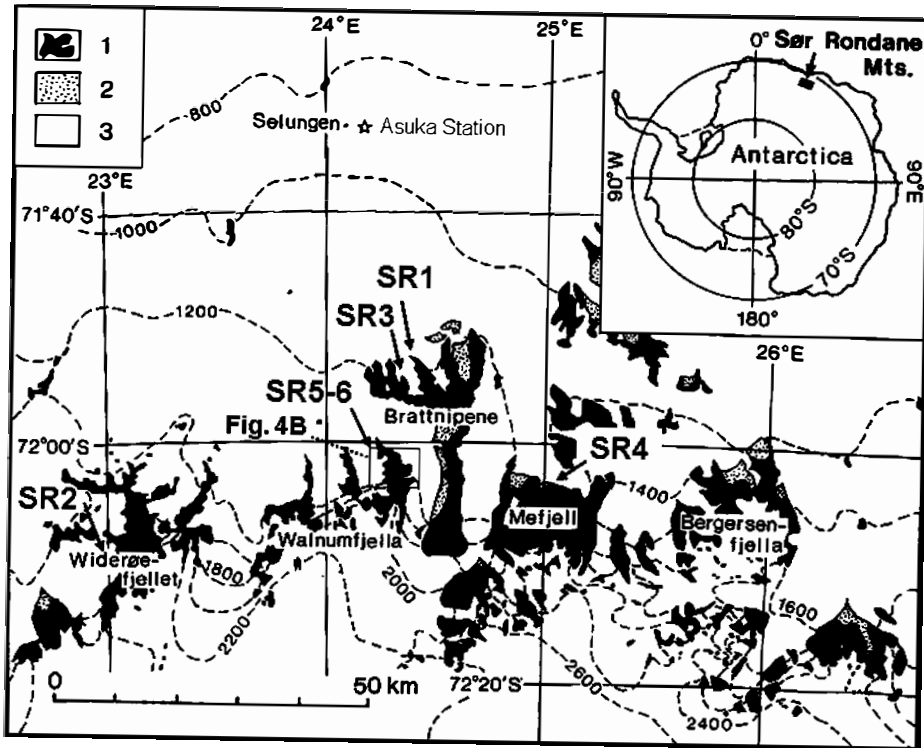 1
2
3
24°E
25°E
0° Sør Rondane
Mts.
800
Selungen
Asuka Station
Antarctica
90°W
90°E
80°S
70°S
180°
23°E
71°40'S
1000
SR1
1200
SR3
26°E
SR5-6
Brattnipene
Fig. 4B
72°00'S
SR4
SR2
1400
Mefjell
Bergersen-
fjella
Walnumfjella
Widerøe-
fjellet
1800
2000
1600
2200
0
50 km
72°20'S
2600
2400